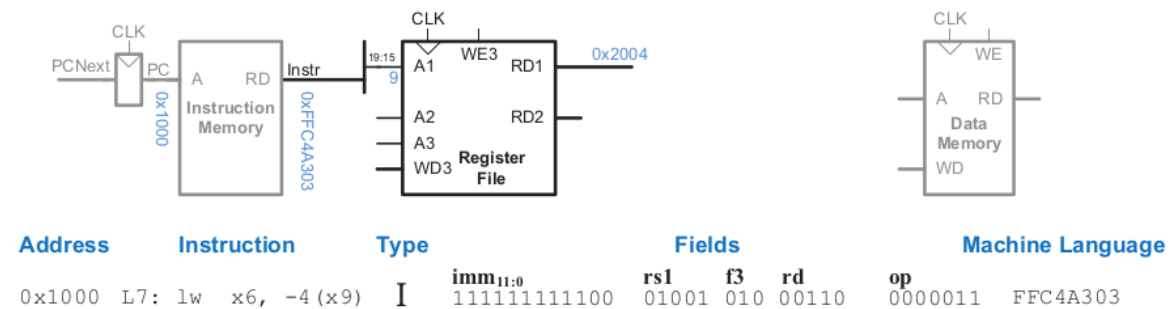 CLK
CLK
CLK
PCNext
PC
A
RD
Instr
19:15
A1
WE3
RD1
0x2004
WE
9
Instruction
Memory
A2
RD2
A
RD
0x1000
0xFFC4A303
A3
Data
Memory
WD3
Register
File
WD
Address Instruction Type Fields Machine Language
imm11:0 rs1 f3 rd op
0x1000 L7: lw x6, -4(x9) I 111111111100 01001 010 00110 0000011 FFC4A303